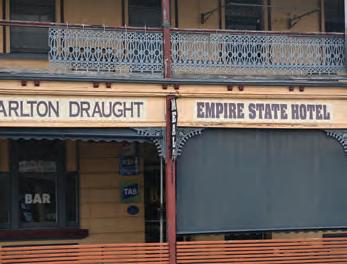 ARLTON DRAUGHT
EMPIRE STATE HOTEL
BAR
TAB